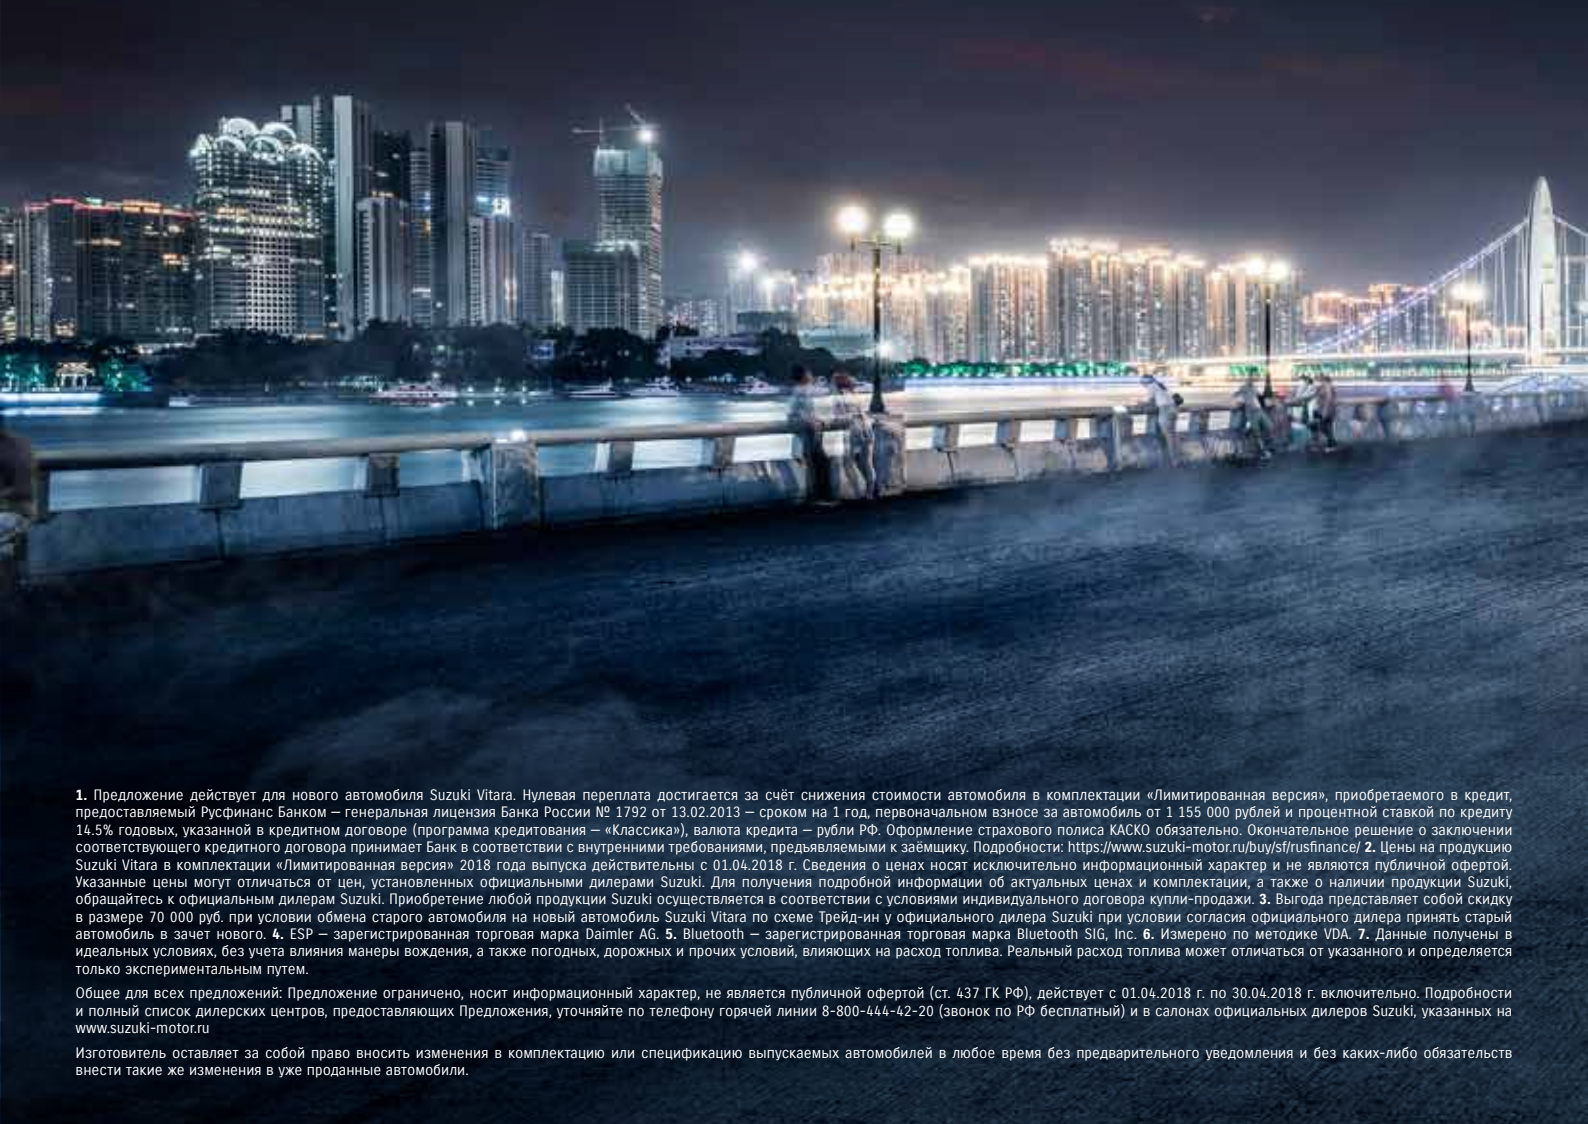 1. Предложение действует для нового автомобиля Suzuki Vitara. Нулевая переплата достигается за счёт снижения стоимости автомобиля в комплектации «Лимитированная версия», приобретаемого в кредит,
предоставляемый Русфинанс Банком – генеральная лицензия Банка России № 1792 от 13.02.2013 – сроком на 1 год, первоначальном взносе за автомобиль от 1 155 000 рублей и процентной ставкой по кредиту
14.5% годовых, указанной в кредитном договоре (программа кредитования – «Классика»), валюта кредита – рубли РФ. Оформление страхового полиса КАСКО обязательно. Окончательное решение о заключении
соответствующего кредитного договора принимает Банк в соответствии с внутренними требованиями, предъявляемыми к заёмщику. Подробности: https://www.suzuki-motor.ru/buy/sf/rusfinance/ 2. Цены на продукцию
Suzuki Vitara в комплектации «Лимитированная версия» 2018 года выпуска действительны с 01.04.2018 г. Сведения о ценах носят исключительно информационный характер и не являются публичной офертой.
Указанные цены могут отличаться от цен, установленных официальными дилерами Suzuki. Для получения подробной информации об актуальных ценах и комплектации, а также о наличии продукции Suzuki,
обращайтесь к официальным дилерам Suzuki. Приобретение любой продукции Suzuki осуществляется в соответствии с условиями индивидуального договора купли-продажи. 3. Выгода представляет собой скидку
в размере 70 000 руб. при условии обмена старого автомобиля на новый автомобиль Suzuki Vitara по схеме Трейд-ин у официального дилера Suzuki при условии согласия официального дилера принять старый
автомобиль в зачет нового. 4. ESP – зарегистрированная торговая марка Daimler AG. 5. Bluetooth – зарегистрированная торговая марка Bluetooth SIG, Inc. 6. Измерено по методике VDA. 7. Данные получены в
идеальных условиях, без учета влияния манеры вождения, а также погодных, дорожных и прочих условий, влияющих на расход топлива. Реальный расход топлива может отличаться от указанного и определяется
только экспериментальным путем.
Общее для всех предложений: Предложение ограничено, носит информационный характер, не является публичной офертой (ст. 437 ГК РФ), действует с 01.04.2018 г. по 30.04.2018 г. включительно. Подробности
и полный список дилерских центров, предоставляющих Предложения, уточняйте по телефону горячей линии 8-800-444-42-20 (звонок по РФ бесплатный) и в салонах официальных дилеров Suzuki, указанных на
www.suzuki-motor.ru
Изготовитель оставляет за собой право вносить изменения в комплектацию или спецификацию выпускаемых автомобилей в любое время без предварительного уведомления и без каких-либо обязательств
внести такие же изменения в уже проданные автомобили.